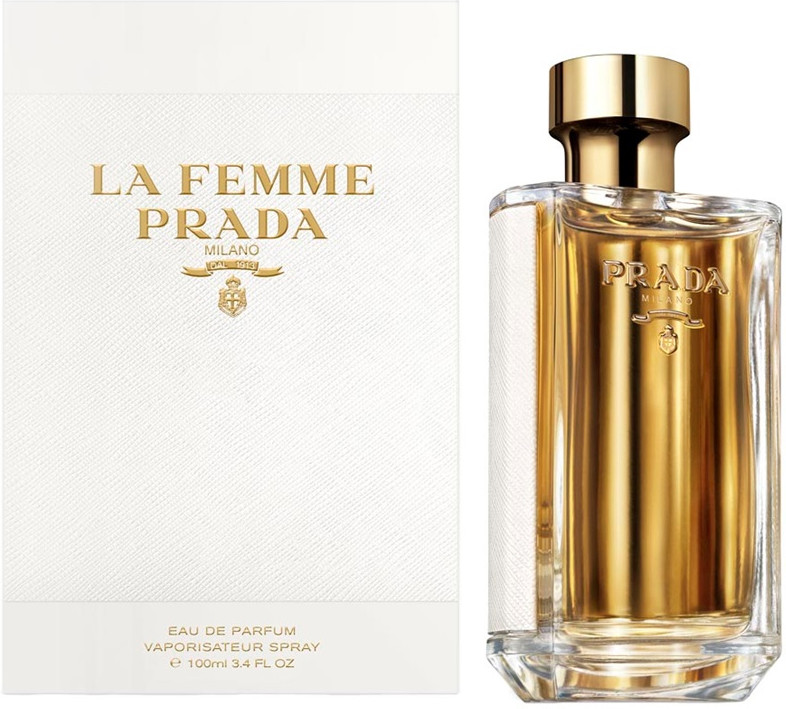 LA FEMME
PRADA
MILANO
DAL 1913
EAU DE PARFUM
VAPORISATEUR SPRAY
e 100ml 3.4 FL OZ
PRADA
MILANO